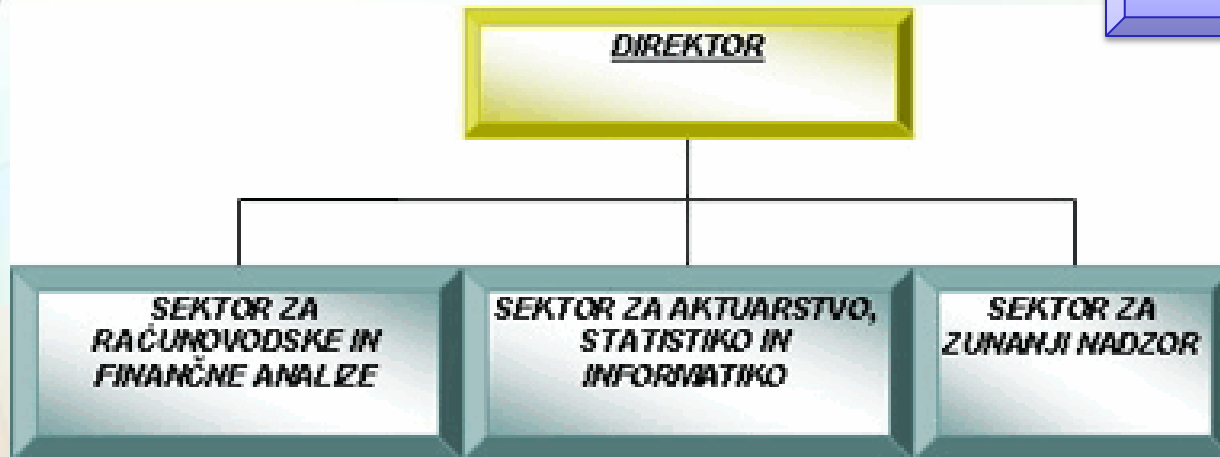 DIREKTOR
SEKTOR ZA
RAČUNOVODSKE IN
FINANČNE ANALIZE
SEKTOR ZA AKTUARSTVO,
STATISTIKO IN
INFORMATIKO
SEKTOR ZA
ZUNANJI NADZOR